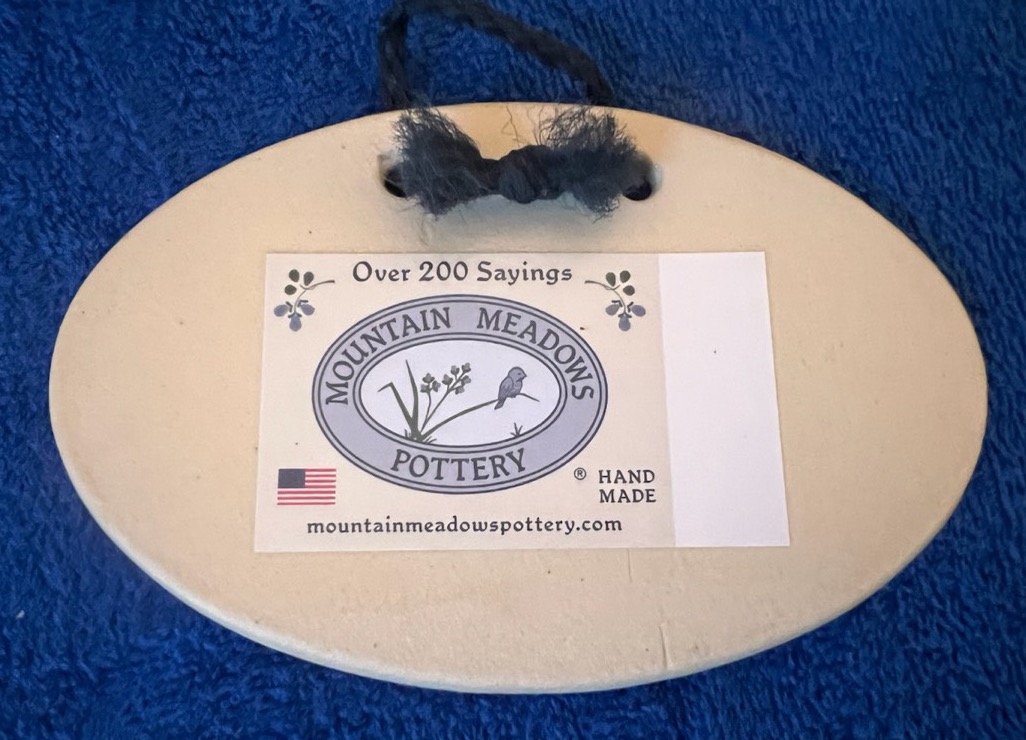 Over 200 Sayings
MOUNTAIN MEADOWS
POTTERY
® HAND
MADE
mountainmeadowspottery.com